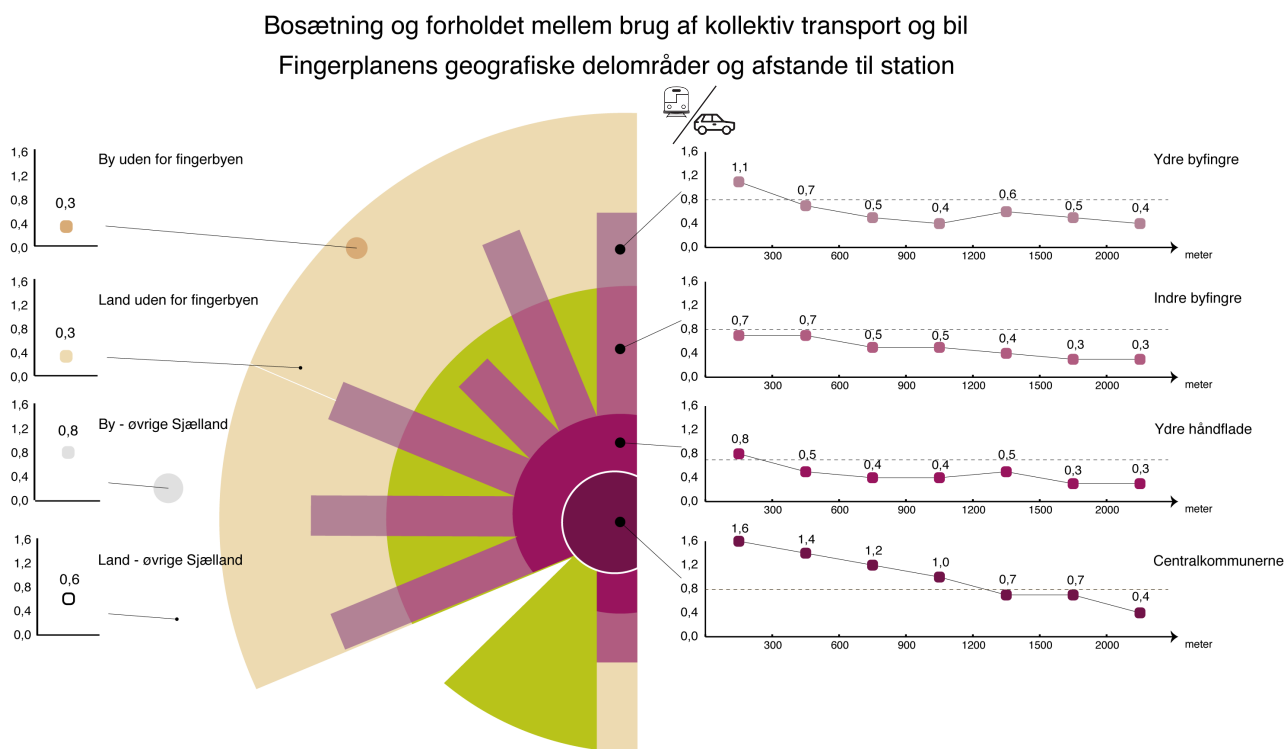 Bosætning og forholdet mellem brug af kollektiv transport og bil
Fingerplanens geografiske delområder og afstande til station
By uden for fingerbyen
1,6
1,2
0,8
0,4
0,0
0,3
Land uden for fingerbyen
1,6
1,2
0,8
0,4
0,0
0,3
By - øvrige Sjælland
1,6
1,2
0,8
0,4
0,0
0,8
Land - øvrige Sjælland
1,6
1,2
0,8
0,4
0,0
0,6
Ydre byfingre
1,6
1,2
0,8
0,4
0,0
1,1 0,7 0,5 0,4 0,6 0,5 0,4
300 600 900 1050 1200 1500 2000 meter
Indre byfingre
1,6
1,2
0,8
0,4
0,0
0,7 0,7 0,5 0,5 0,4 0,3 0,3
300 600 900 1050 1200 1500 2000 meter
Ydre håndflade
1,6
1,2
0,8
0,4
0,0
0,8 0,5 0,4 0,4 0,5 0,3 0,3
300 600 900 1050 1200 1500 2000 meter
Centralkommunerne
1,6
1,2
0,8
0,4
0,0
1,6 1,4 1,2 1,0 0,7 0,7 0,4
300 600 900 1200 1500 2000 meter